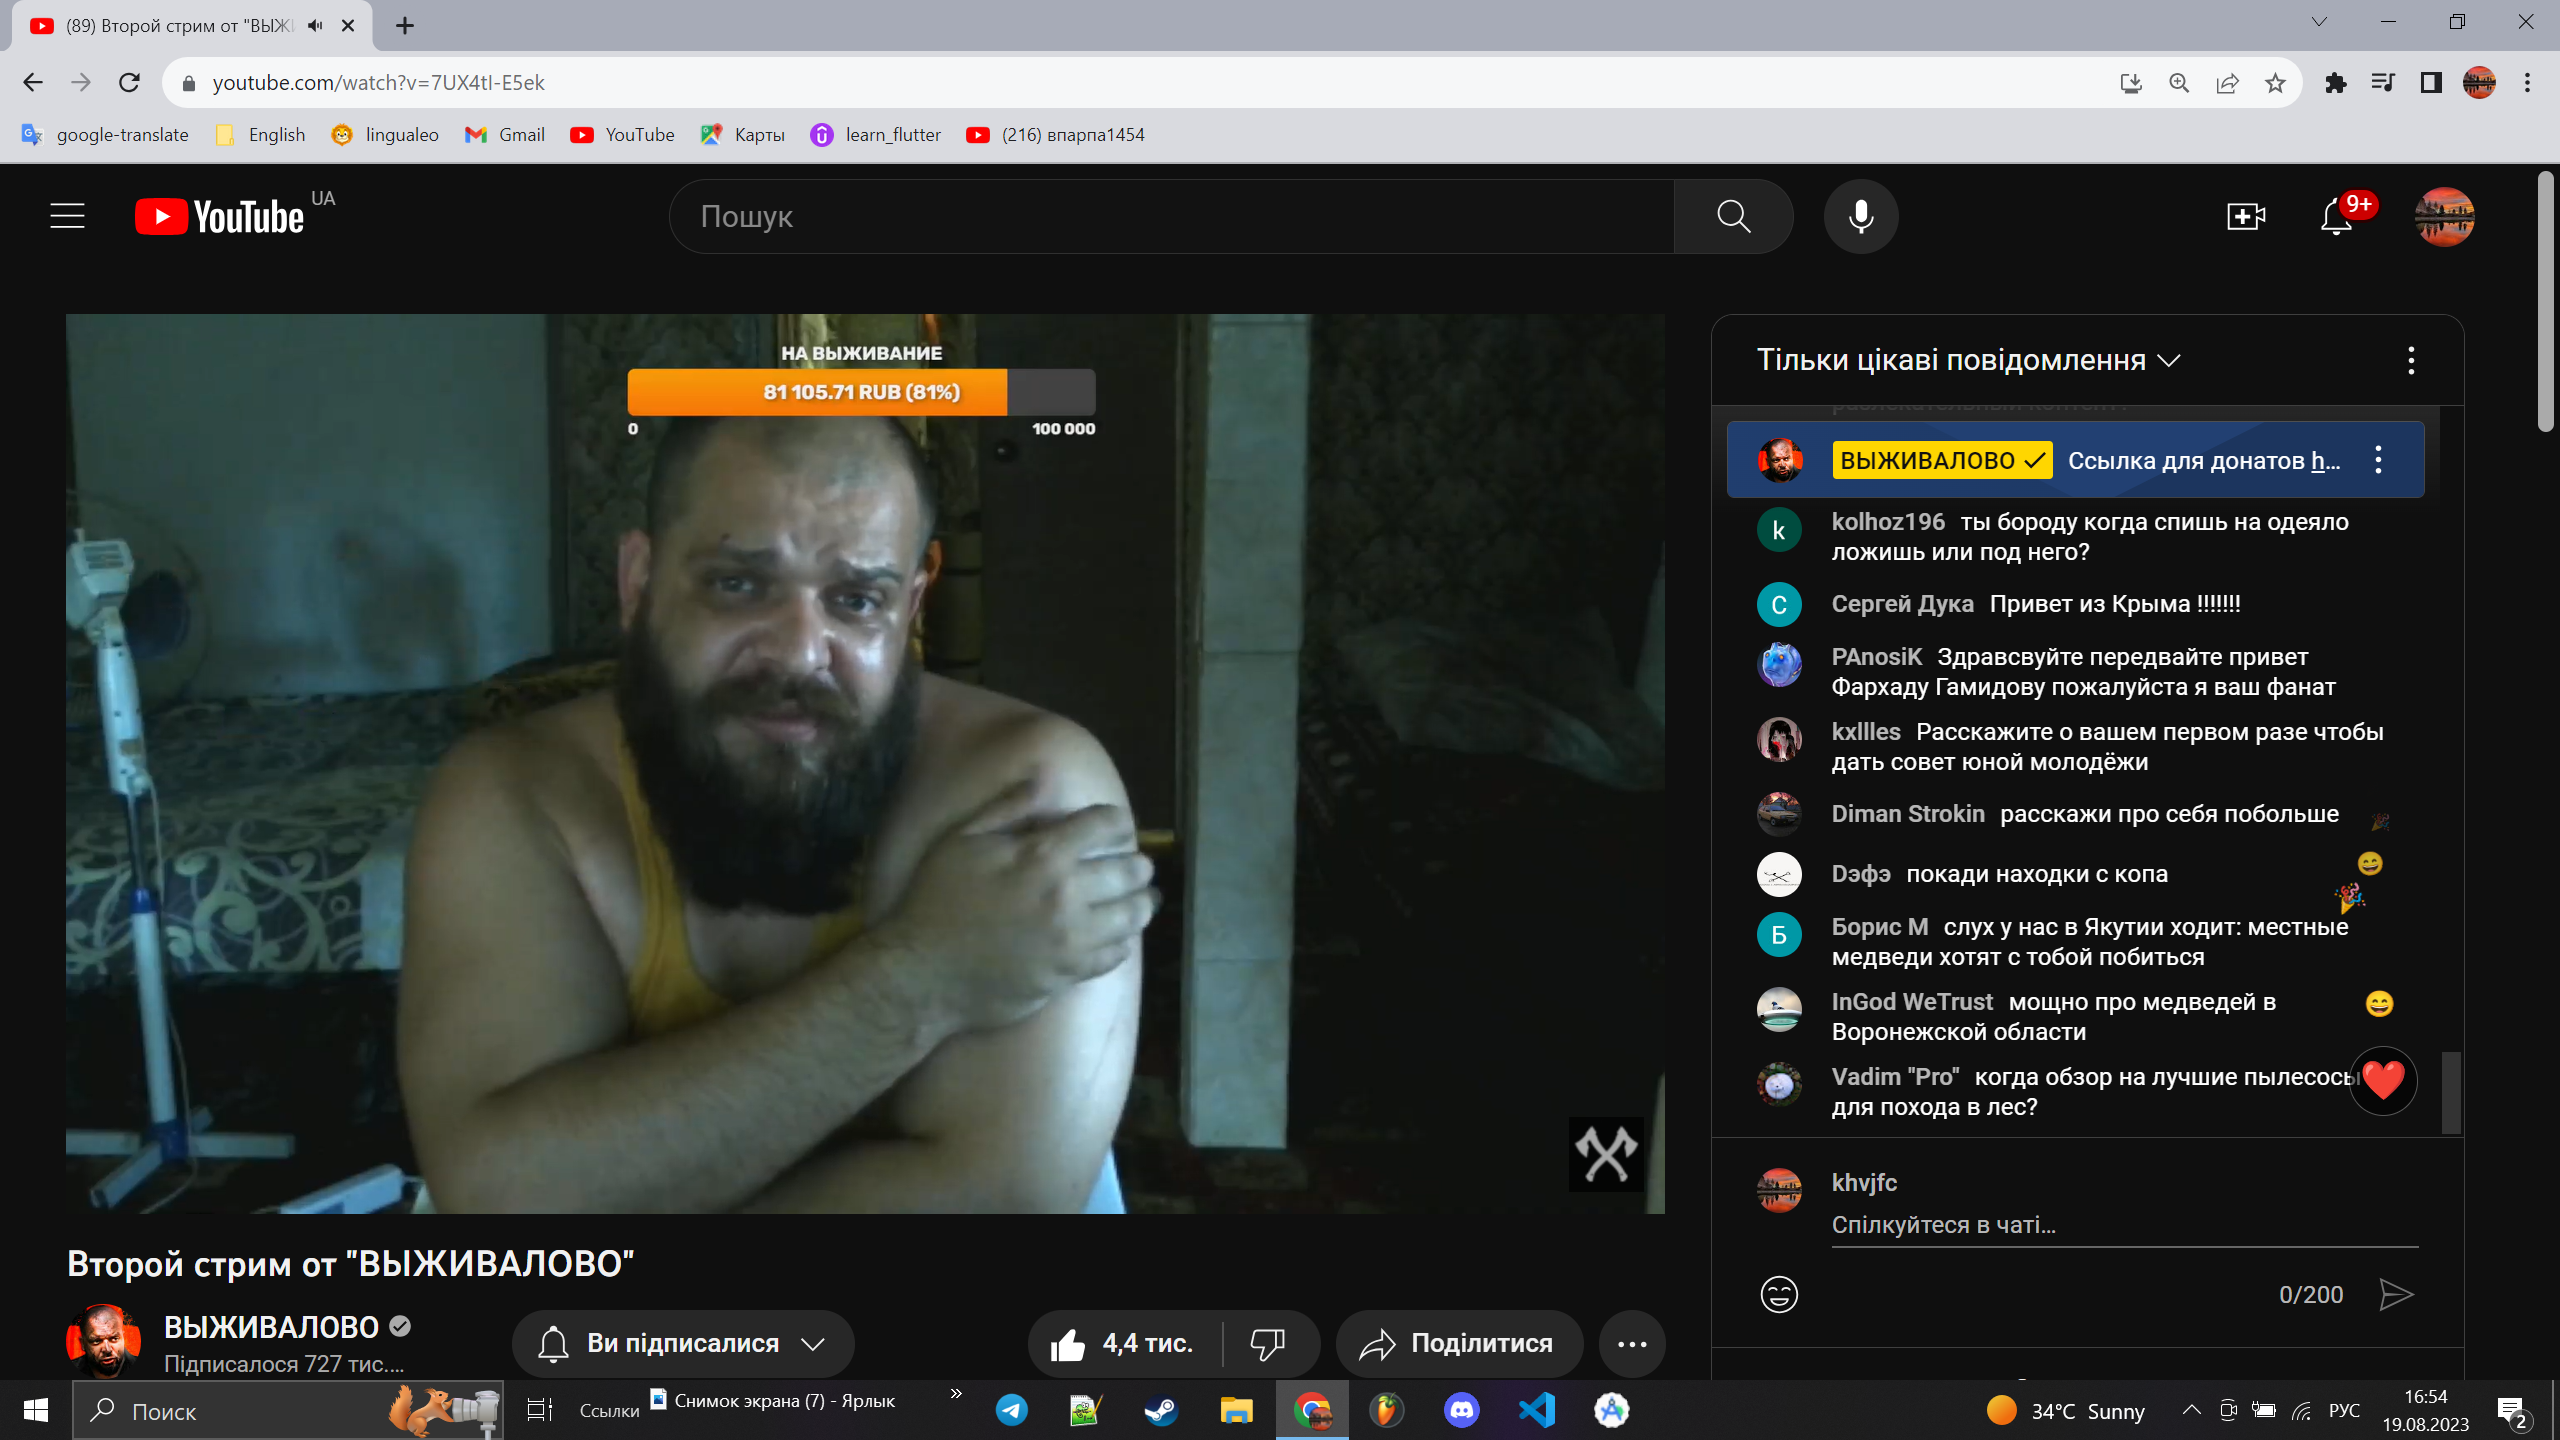 (89) Второй стрим от "ВЫЖИ
youtube.com/watch?v=7UX4tI-E5ek
google-translate
English
lingualeo
Gmail
YouTube
Карты
learn_flutter
(216) впарпа1454
YouTube UA
Пошук
9+
НА ВЫЖИВАНИЕ
81 105.71 RUB (81%)
0
100 000
Второй стрим от "ВЫЖИВАЛОВО"
ВЫЖИВАЛОВО
Підписалося 727 тис....
Ви підписалися
4,4 тис.
Поділитися
Тільки цікаві повідомлення
ВЫЖИВАЛОВО Ссылка для донатов h...
k
kolhoz196 ты бороду когда спишь на одеяло
ложишь или под него?
С
Сергей Дука Привет из Крыма !!!!!!!
PAnosiK Здравсвуйте передвайте привет
Фархаду Гамидову пожалуйста я ваш фанат
kxllles Расскажите о вашем первом разе чтобы
дать совет юной молодёжи
Diman Strokin расскажи про себя побольше
Dэфэ покади находки с копа
Б
Борис М слух у нас в Якутии ходит: местные
медведи хотят с тобой побиться
InGod WeTrust мощно про медведей в
Воронежской области
Vadim "Pro" когда обзор на лучшие пылесосы
для похода в лес?
khvjfc
Спілкуйтеся в чаті...
0/200
Поиск
Ссылки
Снимок экрана (7) - Ярлык
»
34°C Sunny
РУС
16:54
19.08.2023
2